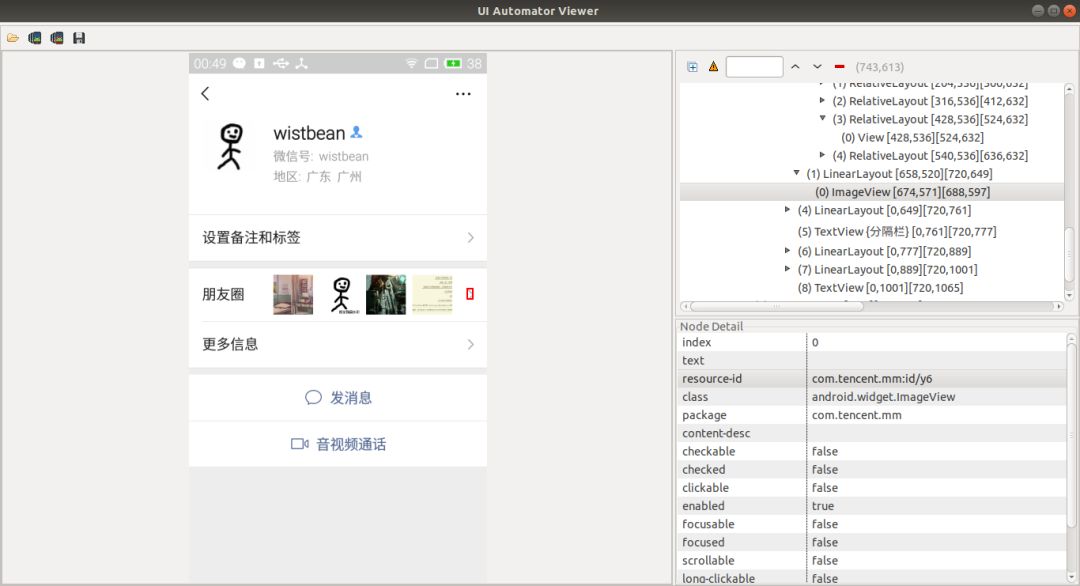 UI Automator Viewer
00:49
38
wistbean
微信号: wistbean
地区: 广东 广州
设置备注和标签
朋友圈
更多信息
发消息
音视频通话
(743,613)
(2) RelativeLayout [316,536][412,632]
(3) RelativeLayout [428,536][524,632]
(0) View [428,536][524,632]
(4) RelativeLayout [540,536][636,632]
(1) LinearLayout [658,520][720,649]
(0) ImageView [674,571][688,597]
(4) LinearLayout [0,649][720,761]
(5) TextView {分隔栏} [0,761][720,777]
(6) LinearLayout [0,777][720,889]
(7) LinearLayout [0,889][720,1001]
(8) TextView [0,1001][720,1065]
Node Detail
index 0
text
resource-id com.tencent.mm:id/y6
class android.widget.ImageView
package com.tencent.mm
content-desc
checkable false
checked false
clickable false
enabled true
focusable false
focused false
scrollable false
long-clickable false